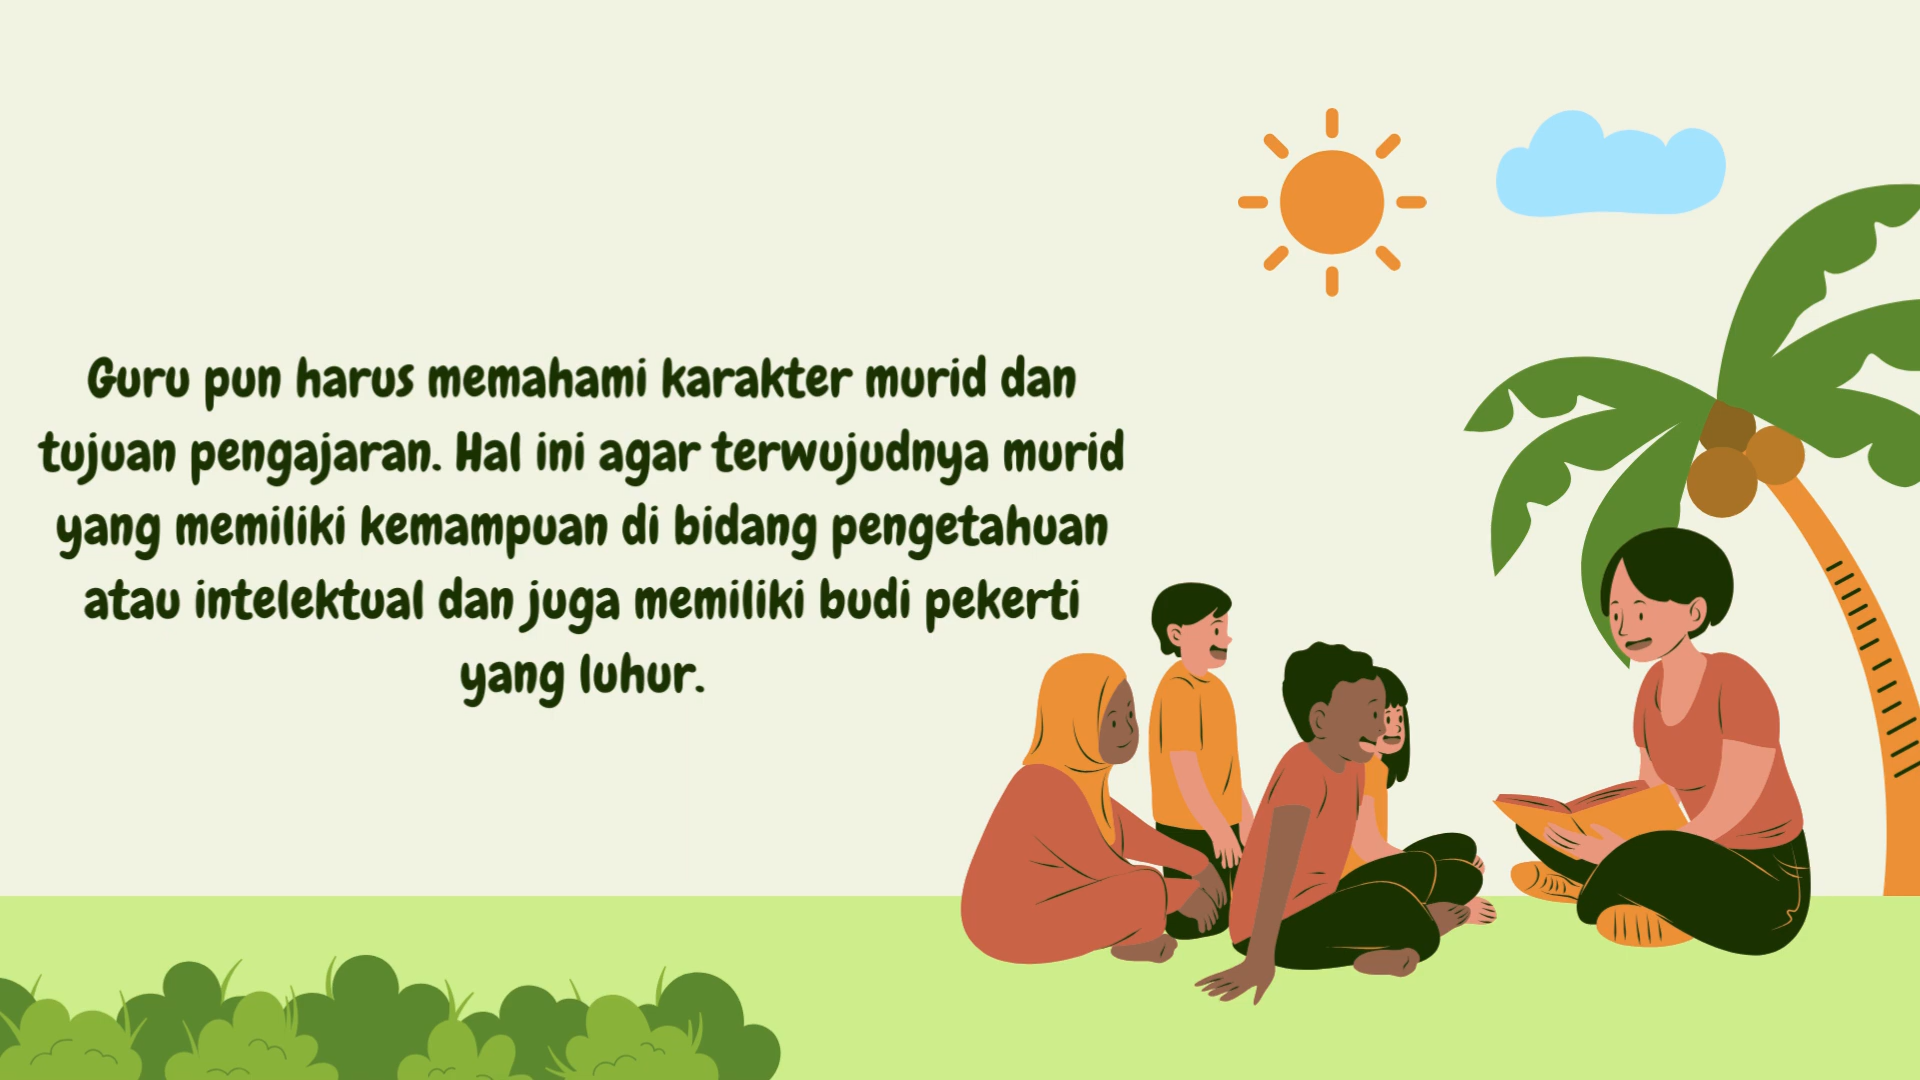 Guru pun harus memahami karakter murid dan
tujuan pengajaran. Hal ini agar terwujudnya murid
yang memiliki kemampuan di bidang pengetahuan
atau intelektual dan juga memiliki budi pekerti
yang luhur.